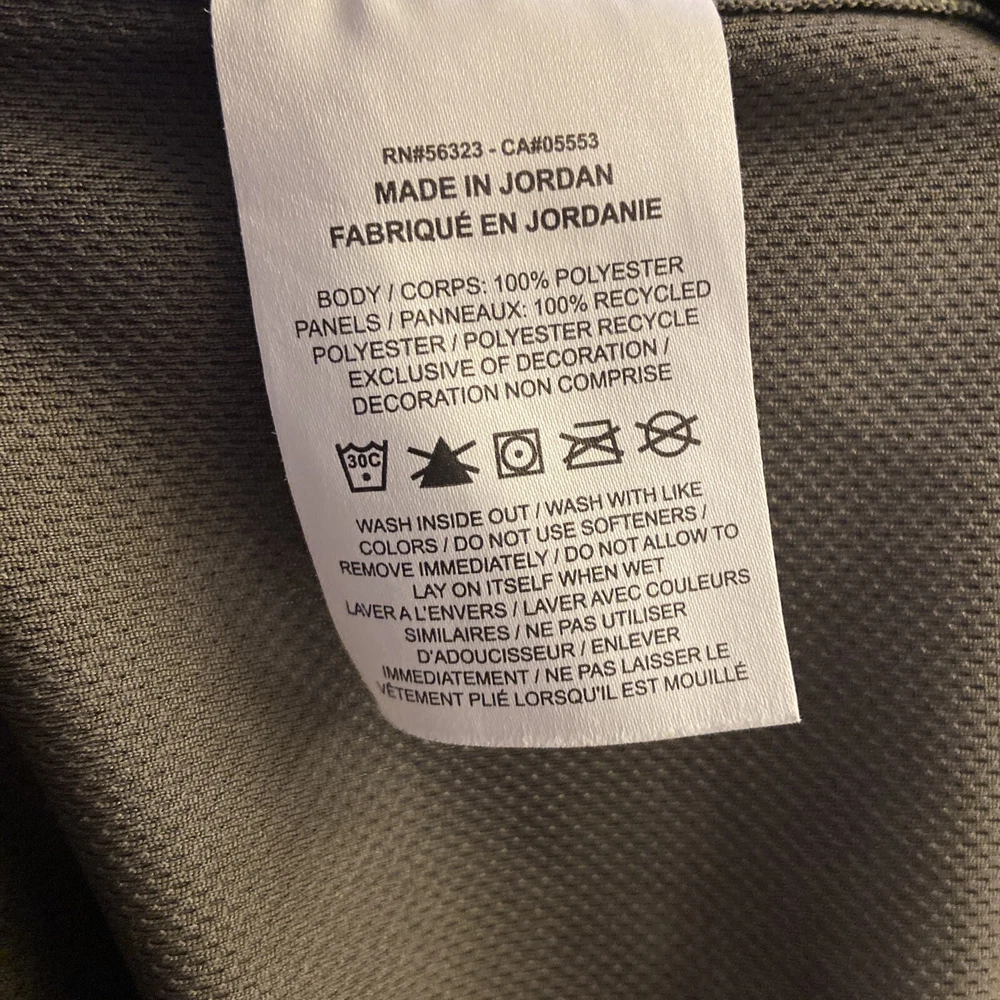 RN#56323 - CA#05553
MADE IN JORDAN
FABRIQUÉ EN JORDANIE
BODY / CORPS: 100% POLYESTER
PANELS / PANNEAUX: 100% RECYCLED
POLYESTER / POLYESTER RECYCLE
EXCLUSIVE OF DECORATION /
DECORATION NON COMPRISE
30C
WASH INSIDE OUT / WASH WITH LIKE
COLORS / DO NOT USE SOFTENERS /
REMOVE IMMEDIATELY / DO NOT ALLOW TO
LAY ON ITSELF WHEN WET
LAVER A L'ENVERS / LAVER AVEC COULEURS
SIMILAIRES / NE PAS UTILISER
D'ADOUCISSEUR / ENLEVER
IMMEDIATEMENT / NE PAS LAISSER LE
VÊTEMENT PLIÉ LORSQU'IL EST MOUILLÉ